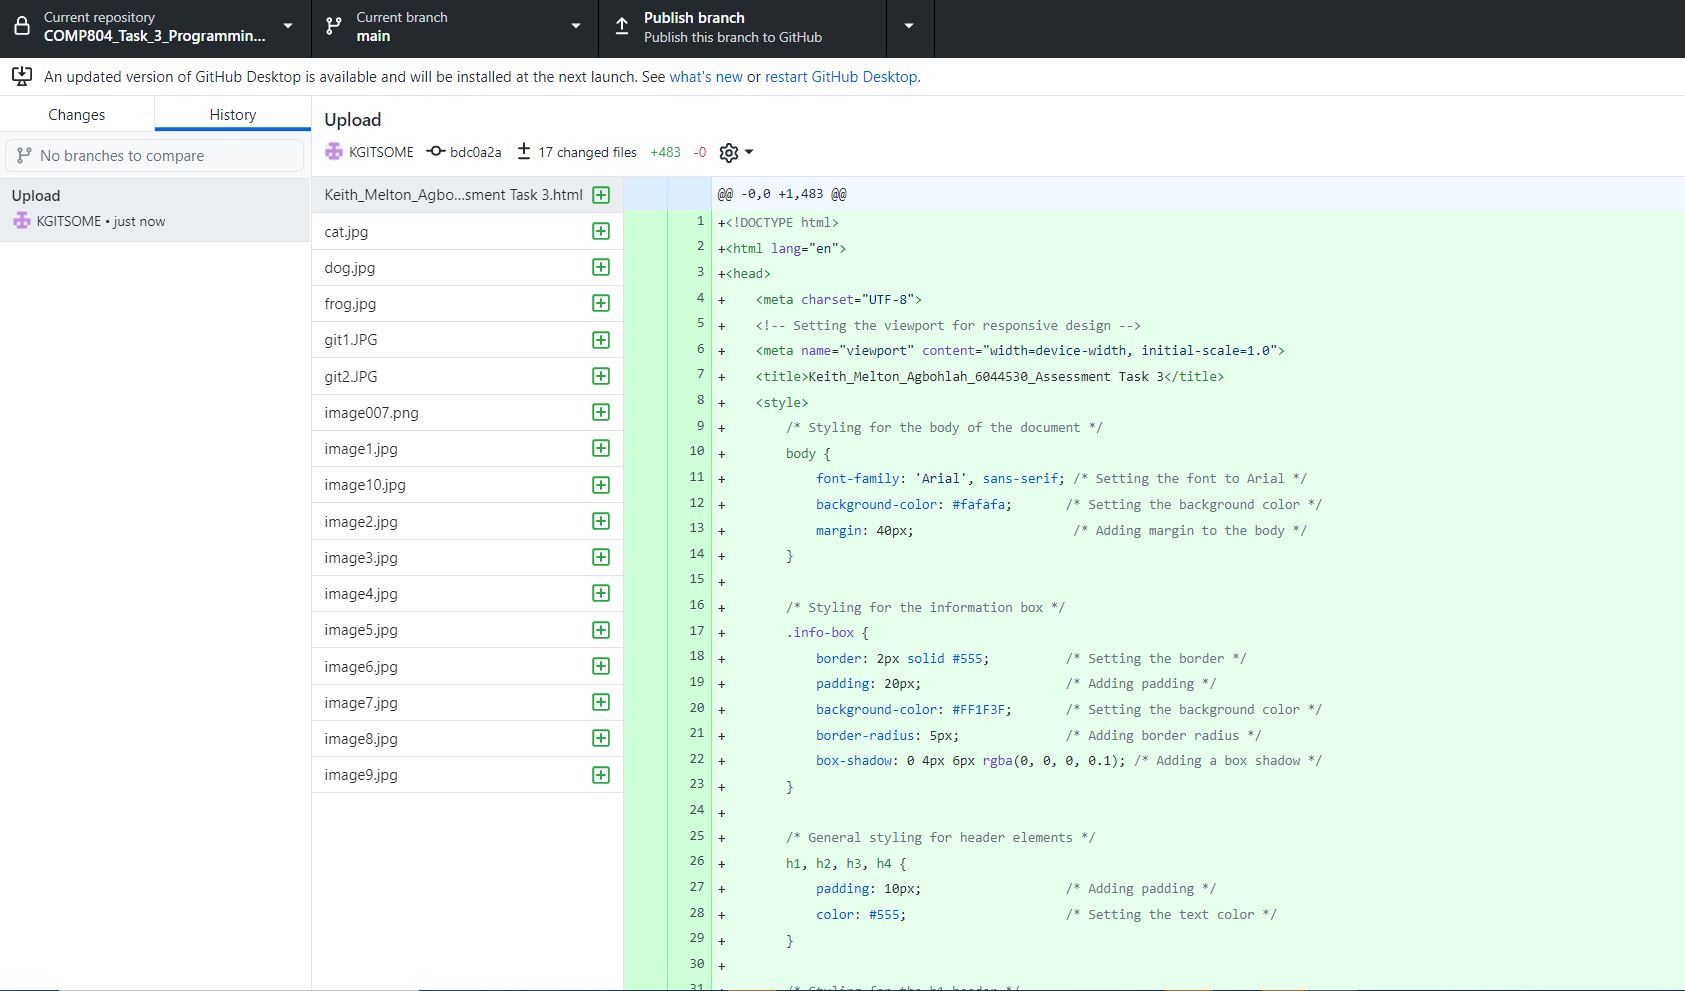 Current repository
COMP804_Task_3_Programmin...
Current branch
main
Publish branch
Publish this branch to GitHub
An updated version of GitHub Desktop is available and will be installed at the next launch. See what's new or restart GitHub Desktop.
Changes
History
No branches to compare
Upload
KGITSOME • just now
Upload
KGITSOME bdc0a2a 17 changed files +483 -0
Keith_Melton_Agbo...sment Task 3.html
cat.jpg
dog.jpg
frog.jpg
git1.JPG
git2.JPG
image007.png
image1.jpg
image10.jpg
image2.jpg
image3.jpg
image4.jpg
image5.jpg
image6.jpg
image7.jpg
image8.jpg
image9.jpg
@@ -0,0 +1,483 @@
1 +<!DOCTYPE html>
2 +<html lang="en">
3 +<head>
4 +    <meta charset="UTF-8">
5 +    <!-- Setting the viewport for responsive design -->
6 +    <meta name="viewport" content="width=device-width, initial-scale=1.0">
7 +    <title>Keith_Melton_Agbohlah_6044530_Assessment Task 3</title>
8 +    <style>
9 +        /* Styling for the body of the document */
10 +        body {
11 +            font-family: 'Arial', sans-serif; /* Setting the font to Arial */
12 +            background-color: #fafafa;       /* Setting the background color */
13 +            margin: 40px;                     /* Adding margin to the body */
14 +        }
15 +
16 +        /* Styling for the information box */
17 +        .info-box {
18 +            border: 2px solid #555;          /* Setting the border */
19 +            padding: 20px;                   /* Adding padding */
20 +            background-color: #FF1F3F;       /* Setting the background color */
21 +            border-radius: 5px;              /* Adding border radius */
22 +            box-shadow: 0 4px 6px rgba(0, 0, 0, 0.1); /* Adding a box shadow */
23 +        }
24 +
25 +        /* General styling for header elements */
26 +        h1, h2, h3, h4 {
27 +            padding: 10px;                   /* Adding padding */
28 +            color: #555;                     /* Setting the text color */
29 +        }
30 +
31 /* Styling for the h1 header */